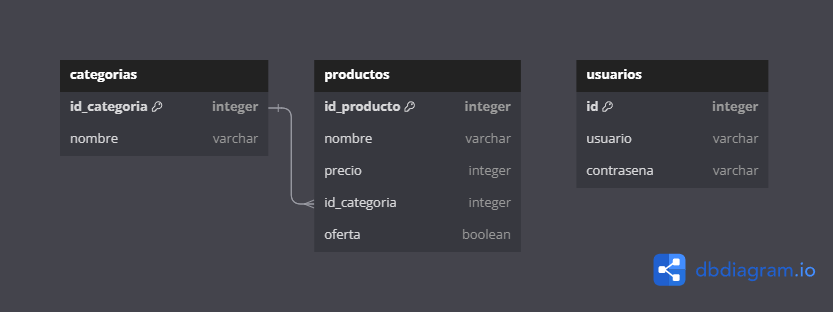 categorias
id_categoria integer
nombre varchar
productos
id_producto integer
nombre varchar
precio integer
id_categoria integer
oferta boolean
usuarios
id integer
usuario varchar
contrasena varchar
dbdiagram.io